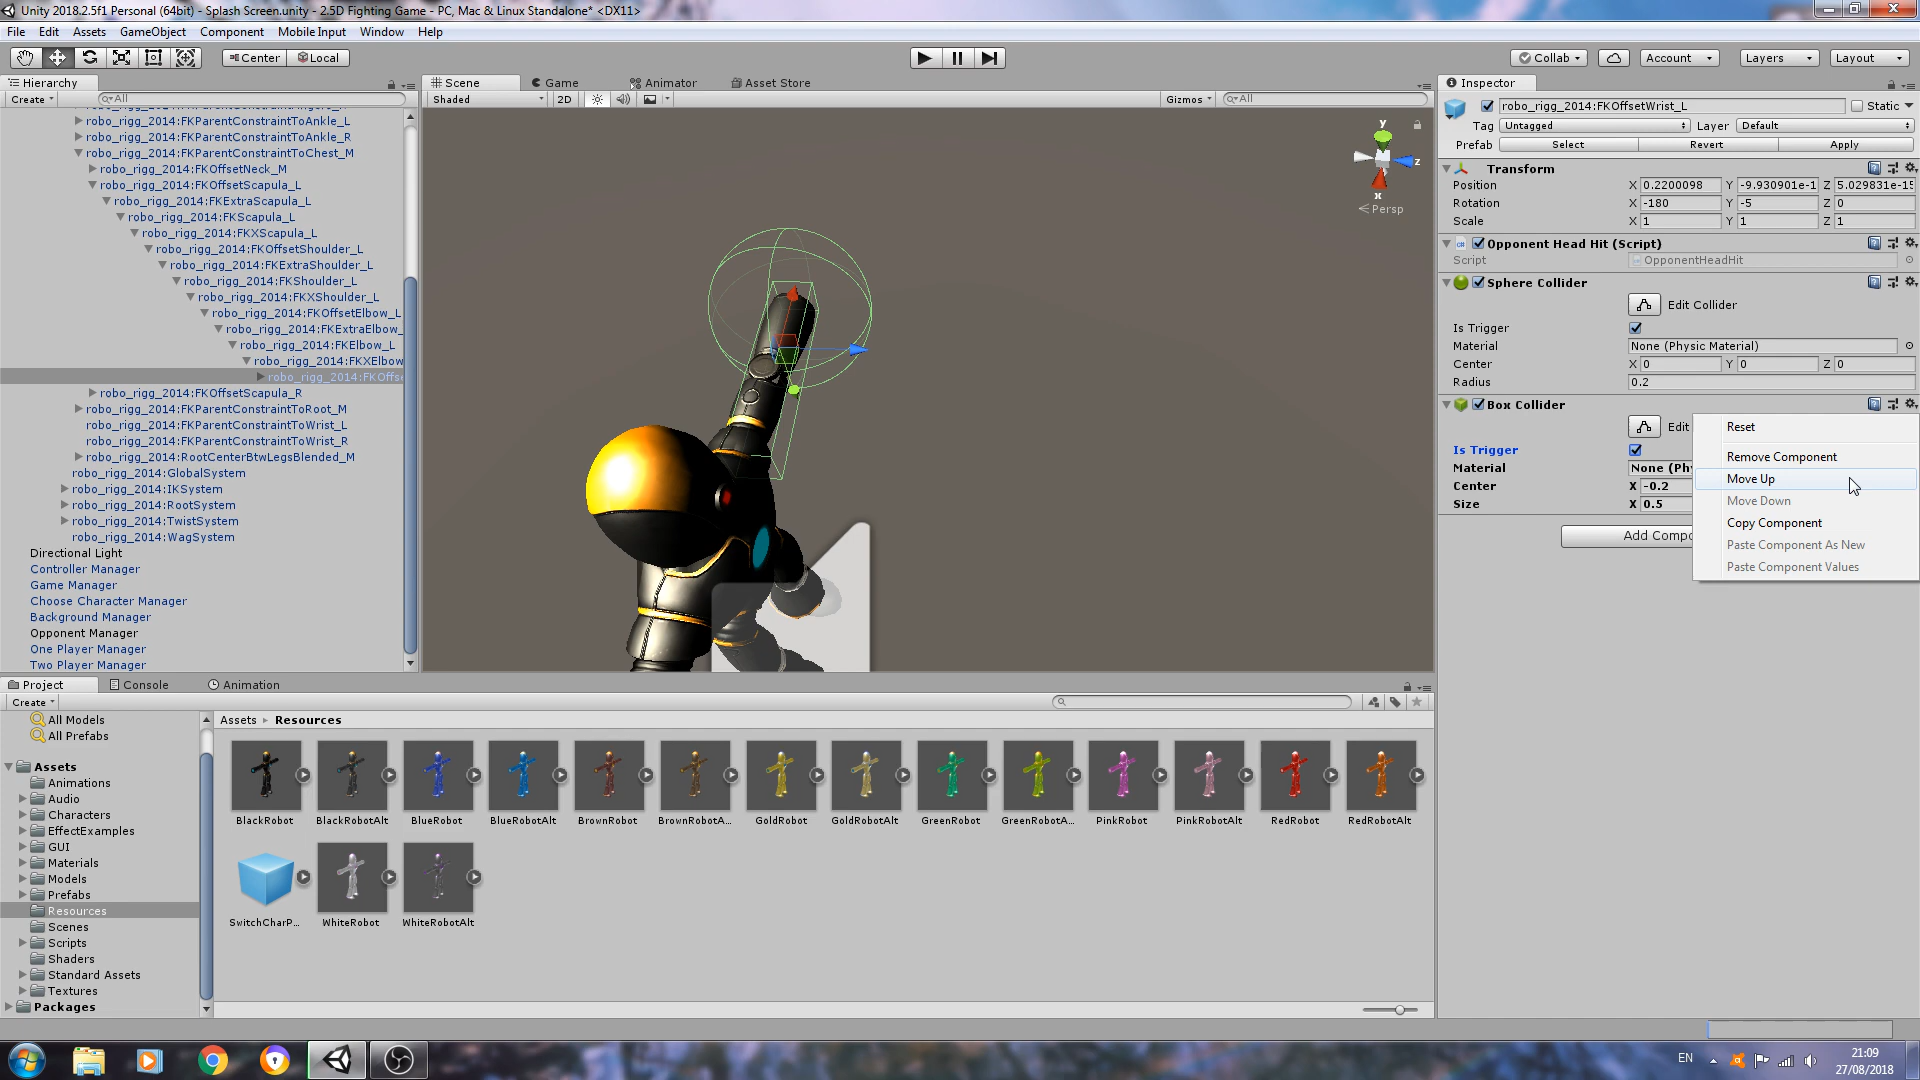 Unity 2018.2.5f1 Personal (64bit) - Splash Screen.unity - 2.5D Fighting Game - PC, Mac & Linux Standalone* <DX11>
File Edit Assets GameObject Component Mobile Input Window Help
Center Local
Collab Account Layers Layout
Hierarchy
Create All
robo_rigg_2014:FKParentConstraintToAnkle_L
robo_rigg_2014:FKParentConstraintToAnkle_R
robo_rigg_2014:FKParentConstraintToChest_M
robo_rigg_2014:FKOffsetNeck_M
robo_rigg_2014:FKOffsetScapula_L
robo_rigg_2014:FKExtraScapula_L
robo_rigg_2014:FKScapula_L
robo_rigg_2014:FKXScapula_L
robo_rigg_2014:FKOffsetShoulder_L
robo_rigg_2014:FKExtraShoulder_L
robo_rigg_2014:FKShoulder_L
robo_rigg_2014:FKXShoulder_L
robo_rigg_2014:FKOffsetElbow_L
robo_rigg_2014:FKExtraElbow_
robo_rigg_2014:FKElbow_L
robo_rigg_2014:FKXElbow
robo_rigg_2014:FKOffs
robo_rigg_2014:FKOffsetScapula_R
robo_rigg_2014:FKParentConstraintToRoot_M
robo_rigg_2014:FKParentConstraintToWrist_L
robo_rigg_2014:FKParentConstraintToWrist_R
robo_rigg_2014:RootCenterBtwLegsBlended_M
robo_rigg_2014:GlobalSystem
robo_rigg_2014:IKSystem
robo_rigg_2014:RootSystem
robo_rigg_2014:TwistSystem
robo_rigg_2014:WagSystem
Directional Light
Controller Manager
Game Manager
Choose Character Manager
Background Manager
Opponent Manager
One Player Manager
Two Player Manager
Scene Game Animator Asset Store
Shaded 2D Gizmos All
y
z
x
Persp
Inspector
robo_rigg_2014:FKOffsetWrist_L Static
Tag Untagged Layer Default
Prefab Select Revert Apply
Transform
Position X 0.2200098 Y -9.930901e-1 Z 5.029831e-15
Rotation X -180 Y -5 Z 0
Scale X 1 Y 1 Z 1
Opponent Head Hit (Script)
Script OpponentHeadHit
Sphere Collider
Edit Collider
Is Trigger
Material None (Physic Material)
Center X 0 Y 0 Z 0
Radius 0.2
Box Collider
Edit
Is Trigger
Material None (Phy
Center X -0.2
Size X 0.5
Add Compo
Reset
Remove Component
Move Up
Move Down
Copy Component
Paste Component As New
Paste Component Values
Project Console Animation
Create
All Models
All Prefabs
Assets
Animations
Audio
Characters
EffectExamples
GUI
Materials
Models
Prefabs
Resources
Scenes
Scripts
Shaders
Standard Assets
Textures
Packages
Assets Resources
BlackRobot BlackRobotAlt BlueRobot BlueRobotAlt BrownRobot BrownRobotA... GoldRobot GoldRobotAlt GreenRobot GreenRobotA... PinkRobot PinkRobotAlt RedRobot RedRobotAlt
SwitchCharP... WhiteRobot WhiteRobotAlt
EN
21:09
27/08/2018